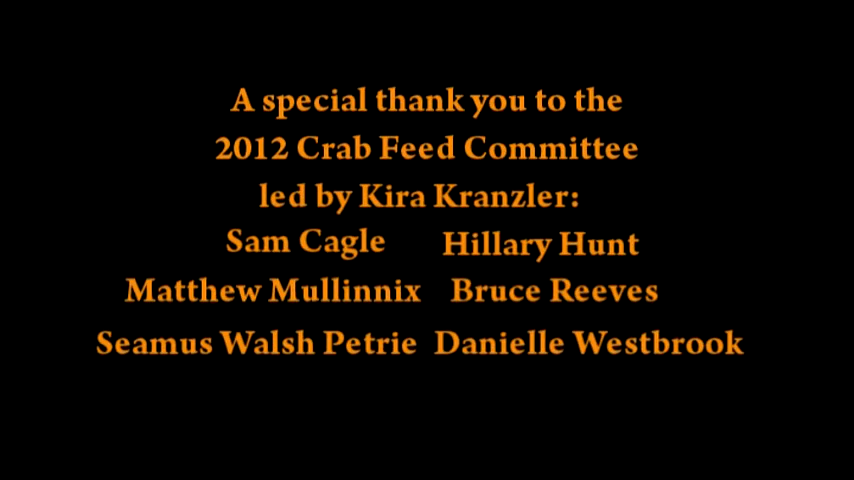 A special thank you to the
2012 Crab Feed Committee
led by Kira Kranzler:
Sam Cagle Hillary Hunt
Matthew Mullinnix Bruce Reeves
Seamus Walsh Petrie Danielle Westbrook